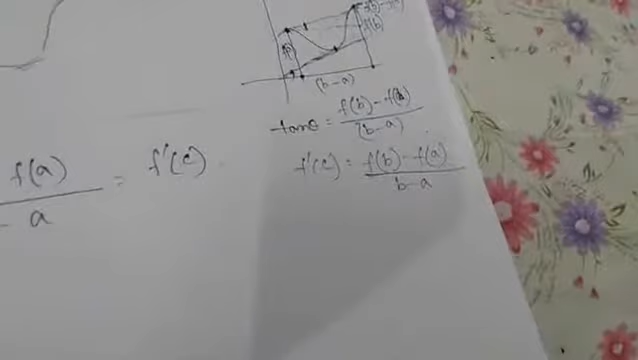 f(b)
(b-a)
tanθ = f(b)-f(a)
(b-a)
f(a) = f'(c)
- a
f'(c) = f(b)-f(a)
b-a